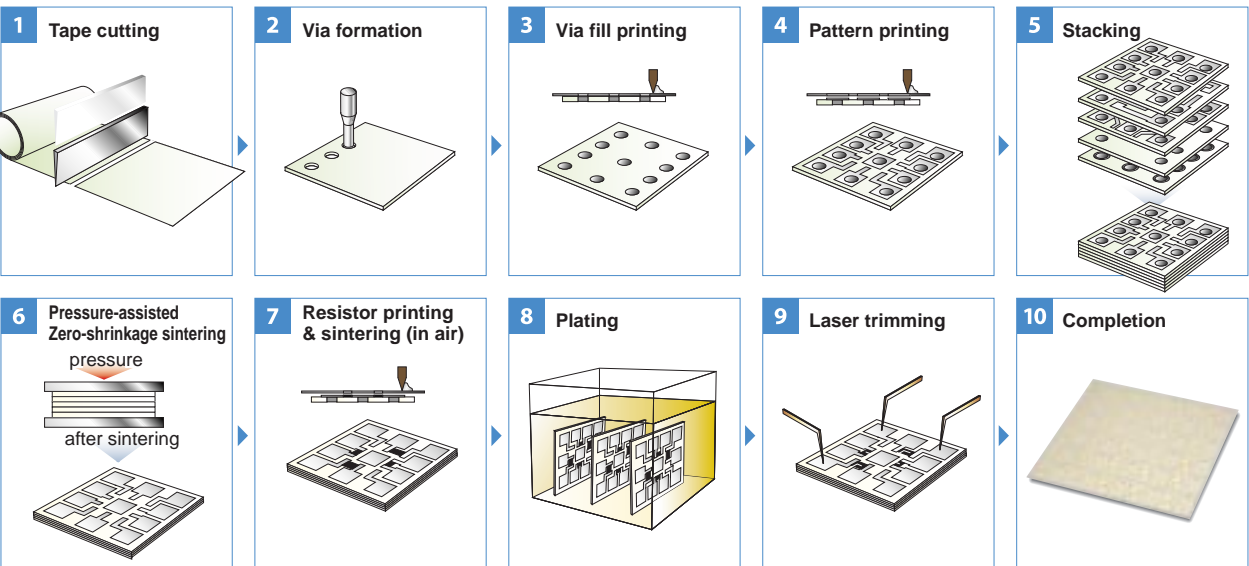 1 Tape cutting
2 Via formation
3 Via fill printing
4 Pattern printing
5 Stacking
6 Pressure-assisted
Zero-shrinkage sintering
pressure
after sintering
7 Resistor printing
& sintering (in air)
8 Plating
9 Laser trimming
10 Completion